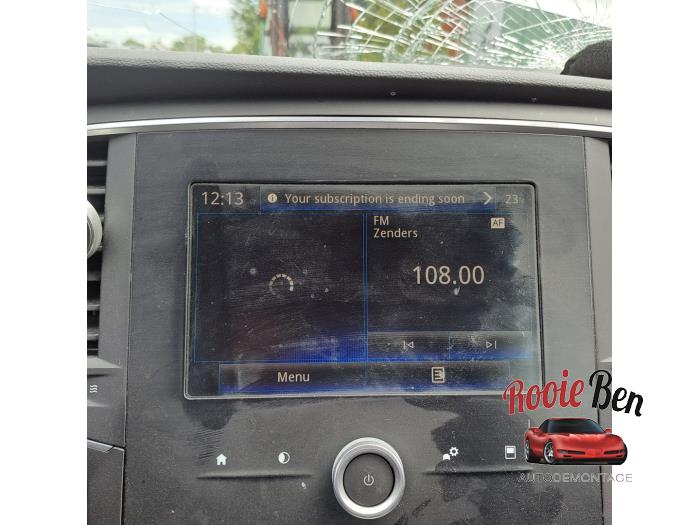 12:13
Your subscription is ending soon
23
FM
AF
Zenders
108.00
Menu
Rooie Ben
AUTODEMONTAGE